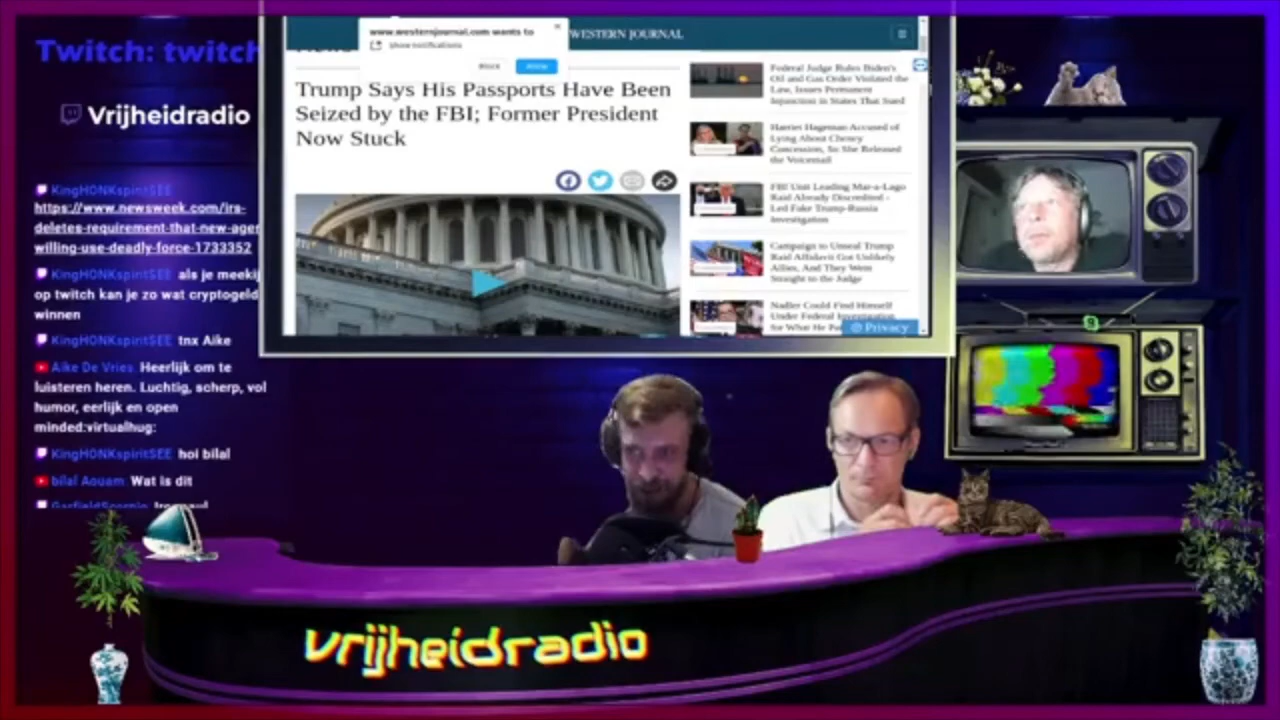 Twitch: twitch
Vrijheidradio
KingHONKspiritSEE
https://www.newsweek.com/irs-
deletes-requirement-that-new-agen
willing-use-deadly-force-1733352
KingHONKspiritSEE als je meekij
op twitch kan je zo wat cryptogeld
winnen
KingHONKspiritSEE tnx Aike
Aike De Vries Heerlijk om te
luisteren heren. Luchtig, scherp, vol
humor, eerlijk en open
minded:virtualhug:
KingHONKspiritSEE hoi bilal
bilal Aouam Wat is dit
www.westernjournal.com wants to
Show notifications
Block
Allow
WESTERN JOURNAL
Trump Says His Passports Have Been
Seized by the FBI; Former President
Now Stuck
Federal Judge Rules Biden's
Oil and Gas Order Violated the
Law, Issues Permanent
Injunction in States That Sued
Harriet Hageman Accused of
Lying About Cheney
Concession, So She Released
the Voicemail
FBI Unit Leading Mar-a-Lago
Raid Already Discredited -
Led Fake Trump-Russia
Investigation
Campaign to Unseal Trump
Raid Affidavit Got Unlikely
Allies, And They Went
Straight to the Judge
Nadler Could Find Himself
Under Federal Investigation
for What He
Privacy
9
vrijheidradio